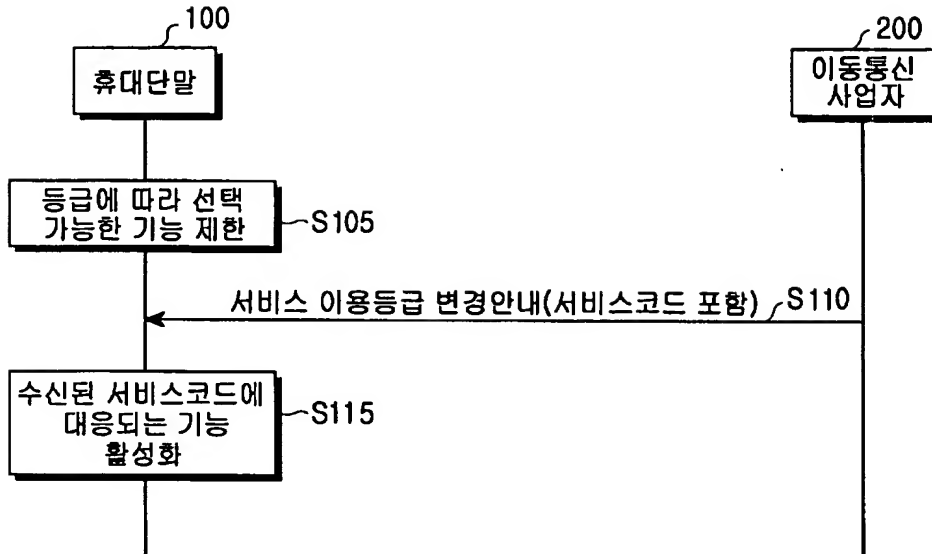 100
200
휴대단말
이동통신
사업자
등급에 따라 선택
가능한 기능 제한
S105
서비스 이용등급 변경안내(서비스코드 포함)
S110
수신된 서비스코드에
대응되는 기능
활성화
S115